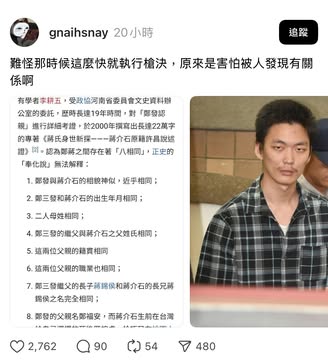 gnaihsnay 20小時
追蹤
難怪那時候這麼快就執行槍決，原來是害怕被人發現有關
係啊
有學者李耕五，受政協河南省委員會文史資料辦
公室的委託，歷時長達19年時間，對「鄭發認
親」進行詳細考證，於2000年撰寫出長達22萬字
的專著《蔣氏身世新探———蔣介石原籍許昌說述
證》[2]。認為鄭蔣之間存在著「八相同」，正史的
「奉化說」無法解釋：
1. 鄭發與蔣介石的相貌神似，近乎相同；
2. 鄭三發和蔣介石的出生年月相同；
3. 二人母姓相同；
4. 鄭三發的繼父與蔣介石之父姓氏相同；
5. 這兩位父親的籍貫相同
6. 這兩位父親的職業也相同；
7. 鄭三發繼父的長子蔣錫侯和蔣介石的長兄蔣
錫侯之名完全相同；
8. 鄭發的父親名鄭福安，而蔣介石生前在台灣
2,762 90 54 480